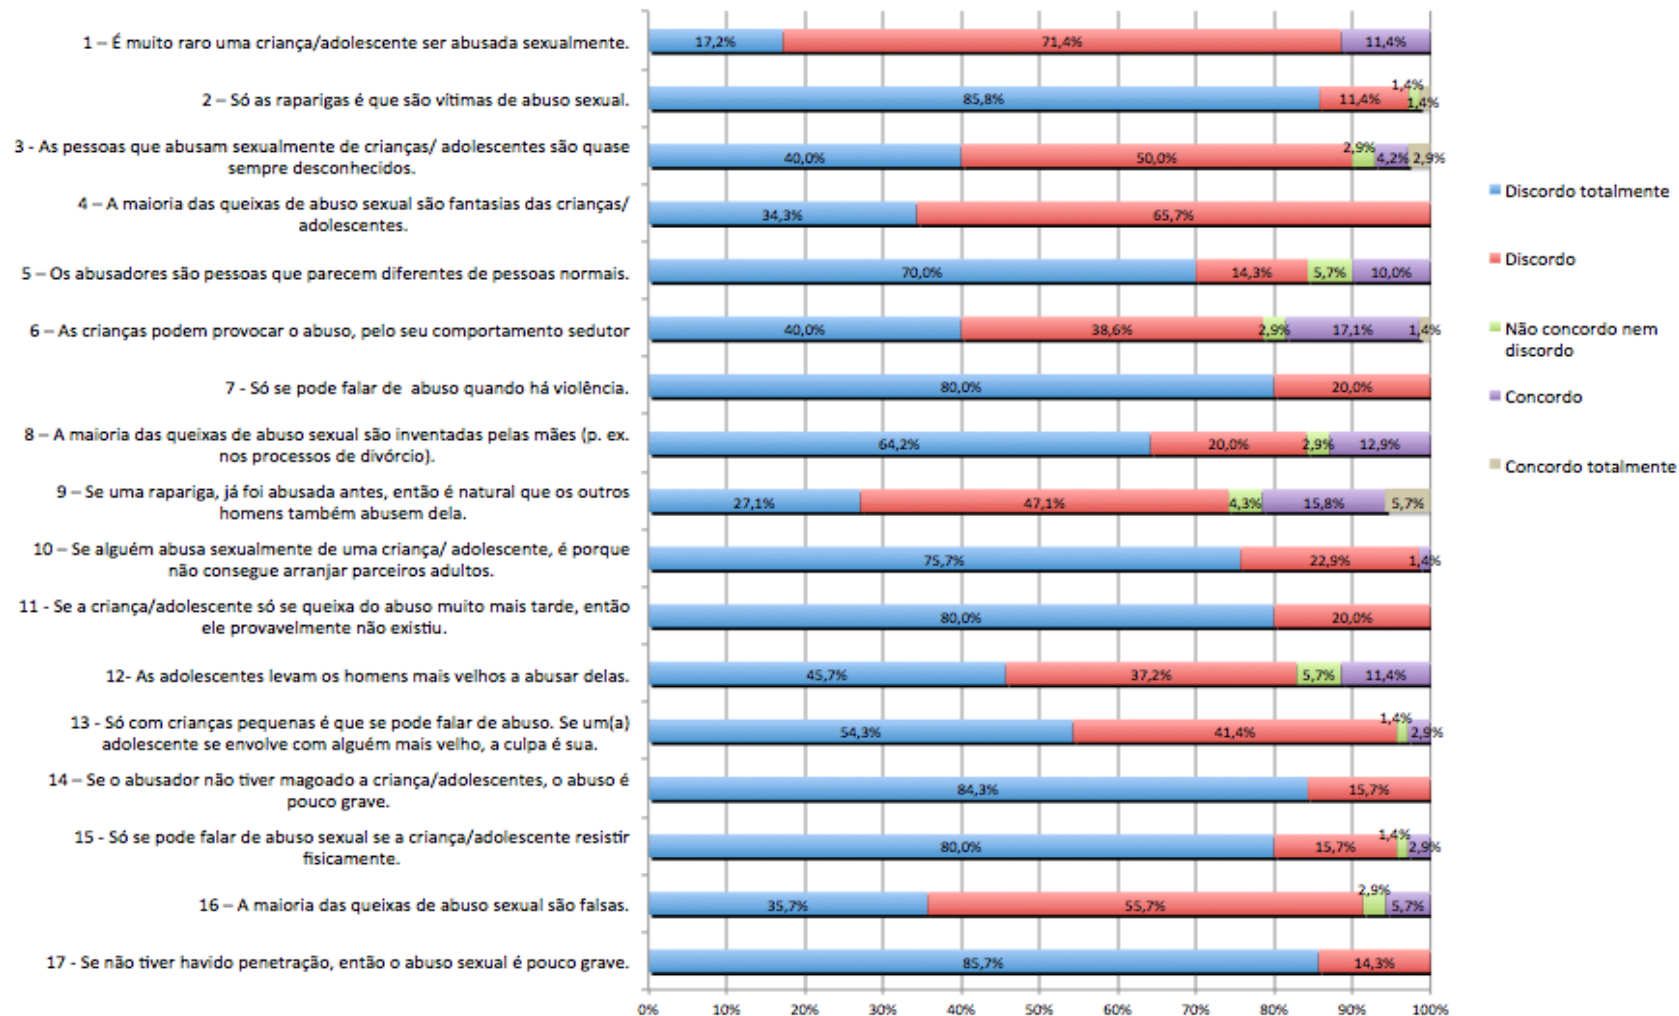 1 – É muito raro uma criança/adolescente ser abusada sexualmente.
17,2% 71,4% 11,4%
2 – Só as raparigas é que são vítimas de abuso sexual.
85,8% 11,4% 1,4% 1,4%
3 - As pessoas que abusam sexualmente de crianças/ adolescentes são quase
sempre desconhecidos.
40,0% 50,0% 2,9% 4,2% 2,9%
4 – A maioria das queixas de abuso sexual são fantasias das crianças/
adolescentes.
34,3% 65,7%
5 – Os abusadores são pessoas que parecem diferentes de pessoas normais.
70,0% 14,3% 5,7% 10,0%
6 – As crianças podem provocar o abuso, pelo seu comportamento sedutor
40,0% 38,6% 2,9% 17,1% 1,4%
7 - Só se pode falar de abuso quando há violência.
80,0% 20,0%
8 – A maioria das queixas de abuso sexual são inventadas pelas mães (p. ex.
nos processos de divórcio).
64,2% 20,0% 2,9% 12,9%
9 – Se uma rapariga, já foi abusada antes, então é natural que os outros
homens também abusem dela.
27,1% 47,1% 4,3% 15,8% 5,7%
10 – Se alguém abusa sexualmente de uma criança/ adolescente, é porque
não consegue arranjar parceiros adultos.
75,7% 22,9% 1,4%
11 - Se a criança/adolescente só se queixa do abuso muito mais tarde, então
ele provavelmente não existiu.
80,0% 20,0%
12- As adolescentes levam os homens mais velhos a abusar delas.
45,7% 37,2% 5,7% 11,4%
13 - Só com crianças pequenas é que se pode falar de abuso. Se um(a)
adolescente se envolve com alguém mais velho, a culpa é sua.
54,3% 41,4% 1,4% 2,9%
14 – Se o abusador não tiver magoado a criança/adolescentes, o abuso é
pouco grave.
84,3% 15,7%
15 - Só se pode falar de abuso sexual se a criança/adolescente resistir
fisicamente.
80,0% 15,7% 1,4% 2,9%
16 – A maioria das queixas de abuso sexual são falsas.
35,7% 55,7% 2,9% 5,7%
17 - Se não tiver havido penetração, então o abuso sexual é pouco grave.
85,7% 14,3%
0% 10% 20% 30% 40% 50% 60% 70% 80% 90% 100%
Discordo totalmente
Discordo
Não concordo nem
discordo
Concordo
Concordo totalmente